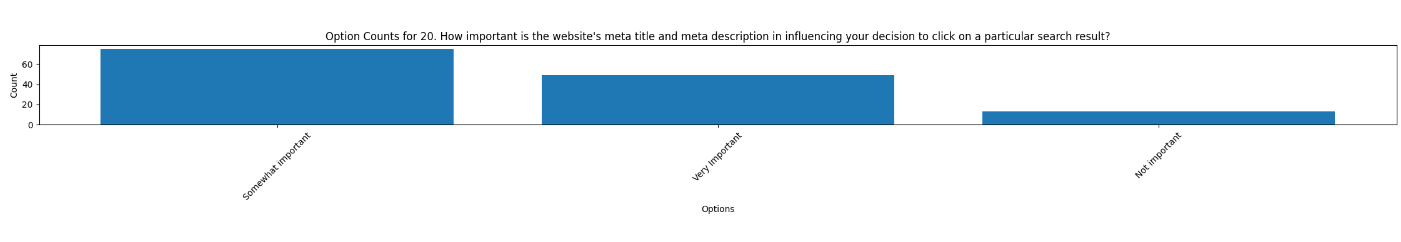 Option Counts for 20. How important is the website's meta title and meta description in influencing your decision to click on a particular search result?
Count
60
40
20
0
Somewhat important
Very Important
Not important
Options